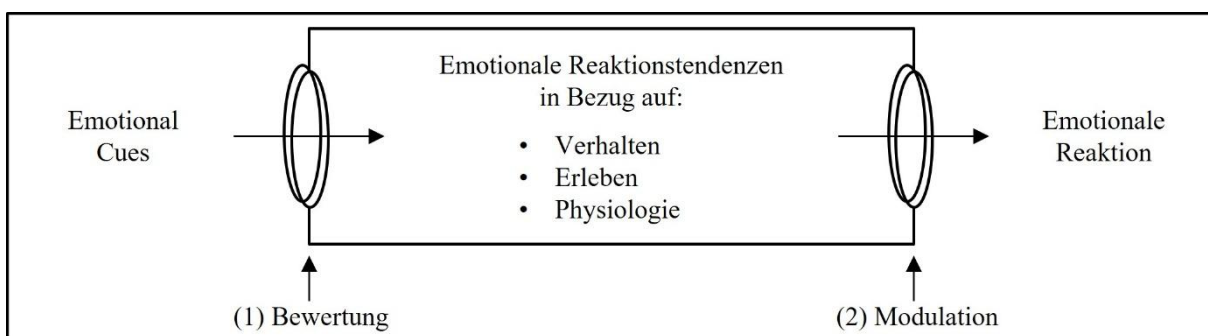 Emotional
Cues
Emotionale Reaktionstendenzen
in Bezug auf:
• Verhalten
• Erleben
• Physiologie
Emotionale
Reaktion
(1) Bewertung
(2) Modulation